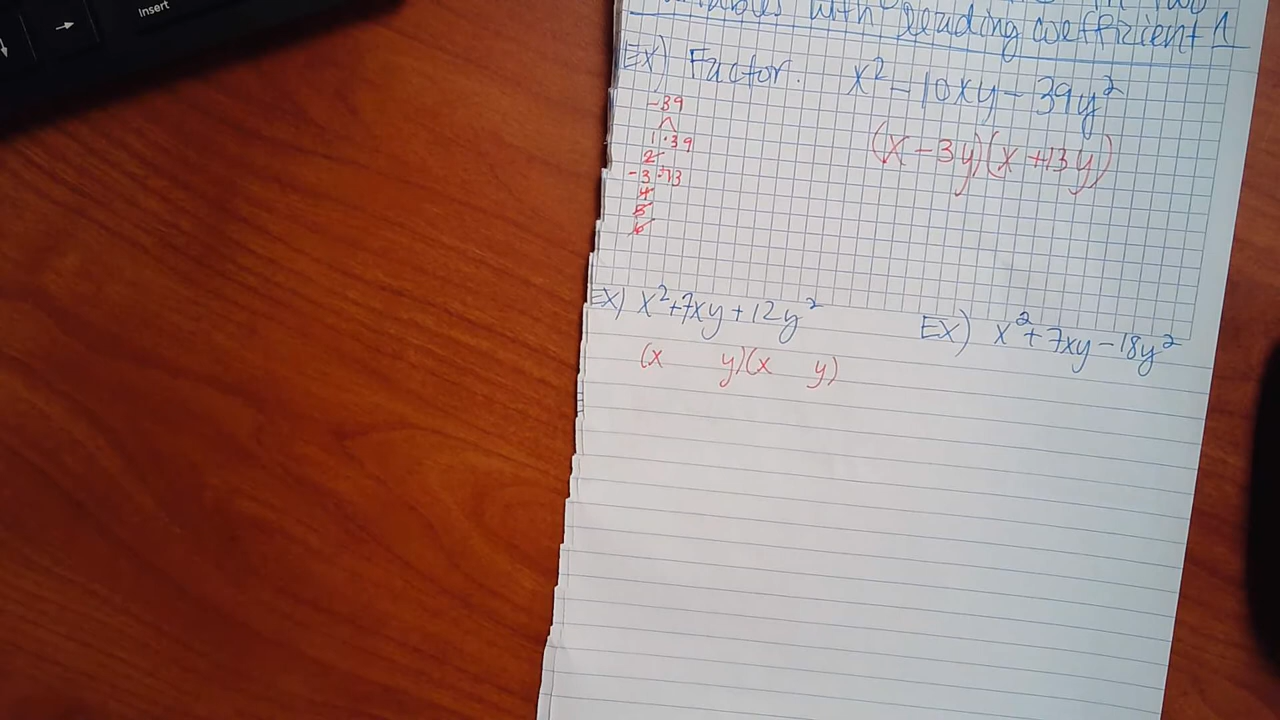 Insert
→
with leading coefficient 1
EX) Factor. x² - 10xy - 39y²
-39
1·39
2
-3·13
4
5
6
(x - 3y)(x + 13y)
EX) x² + 7xy + 12y²
(x y)(x y)
EX) x² + 7xy - 18y²